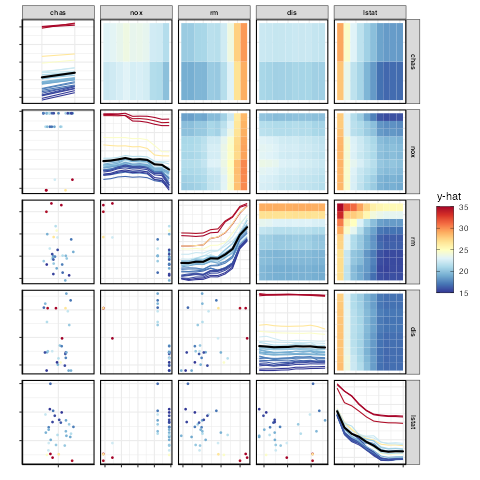 chas nox rm dis lstat
chas
nox
y-hat
35
30
25
20
15
rm
dis
lstat